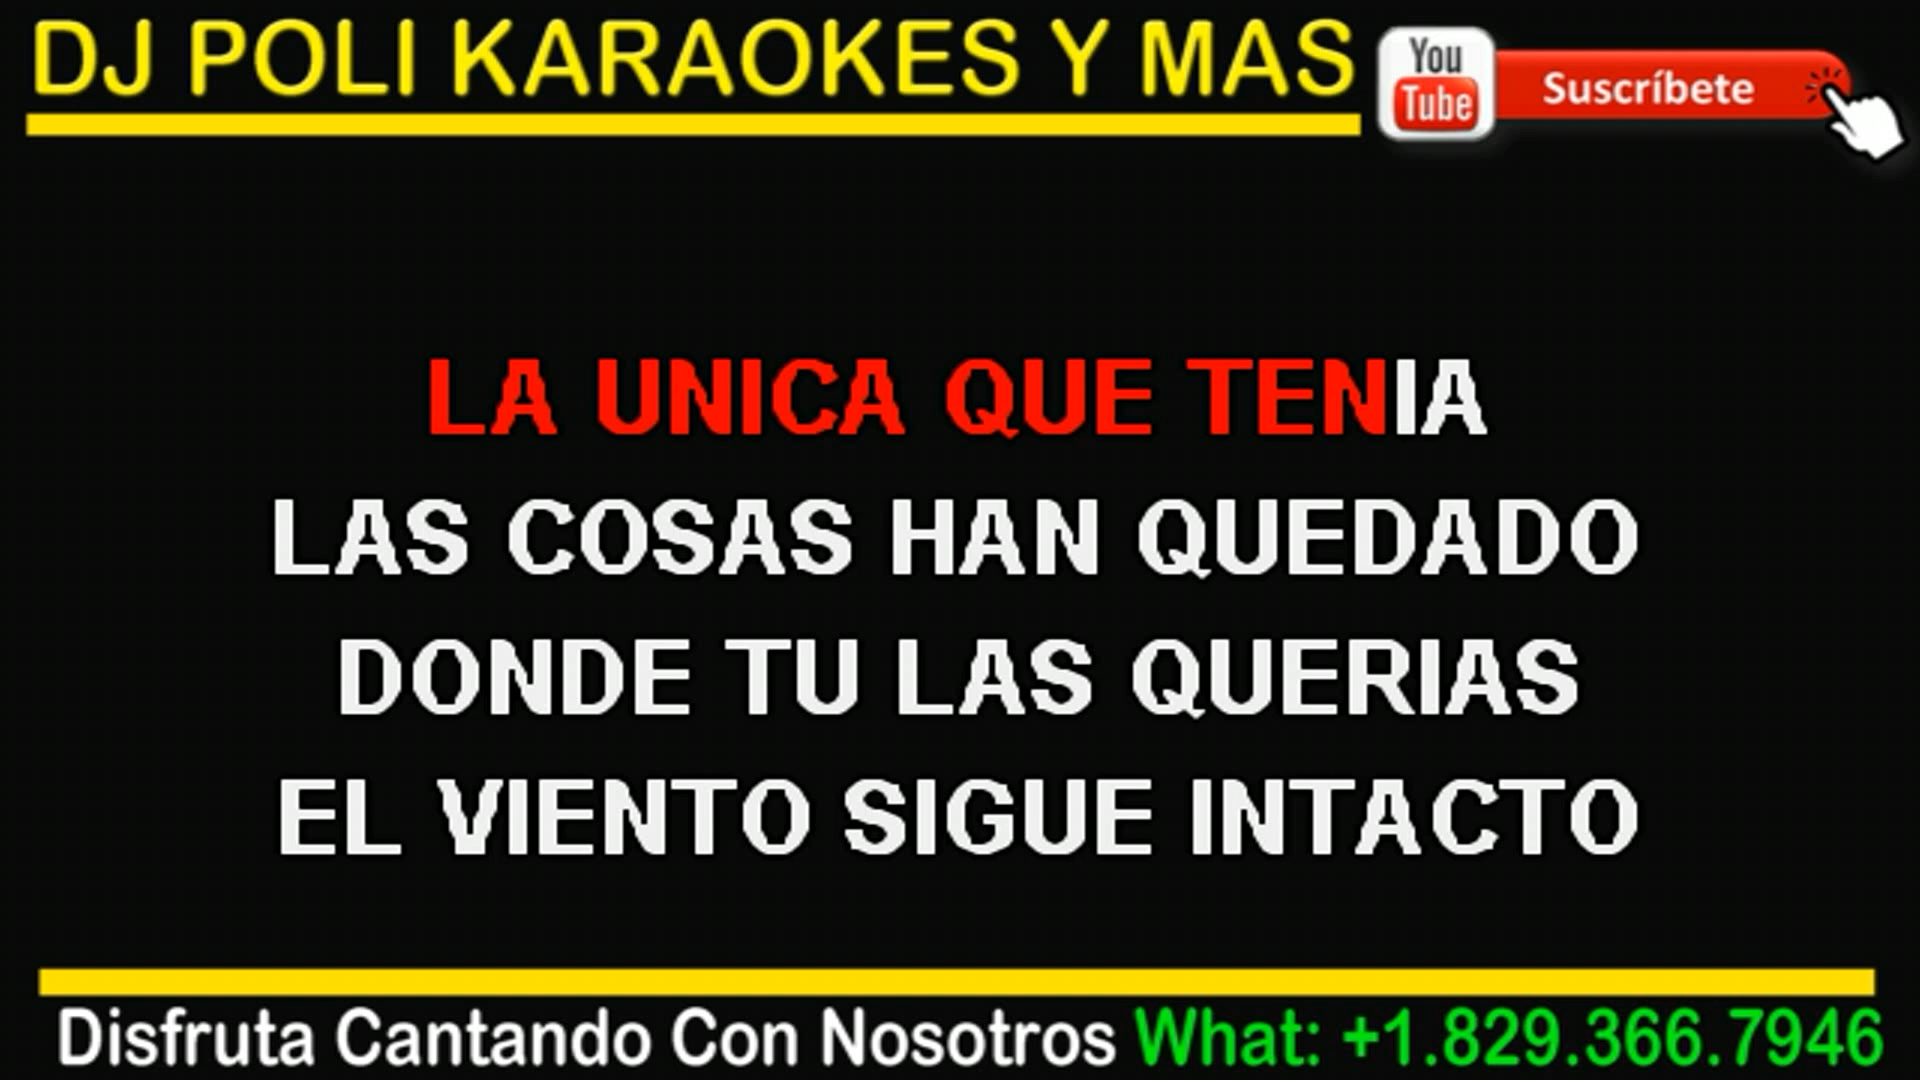 DJ POLI KARAOKES Y MAS
You Tube Suscríbete
LA UNICA QUE TENIA
LAS COSAS HAN QUEDADO
DONDE TU LAS QUERIAS
EL VIENTO SIGUE INTACTO
Disfruta Cantando Con Nosotros What: +1.829.366.7946